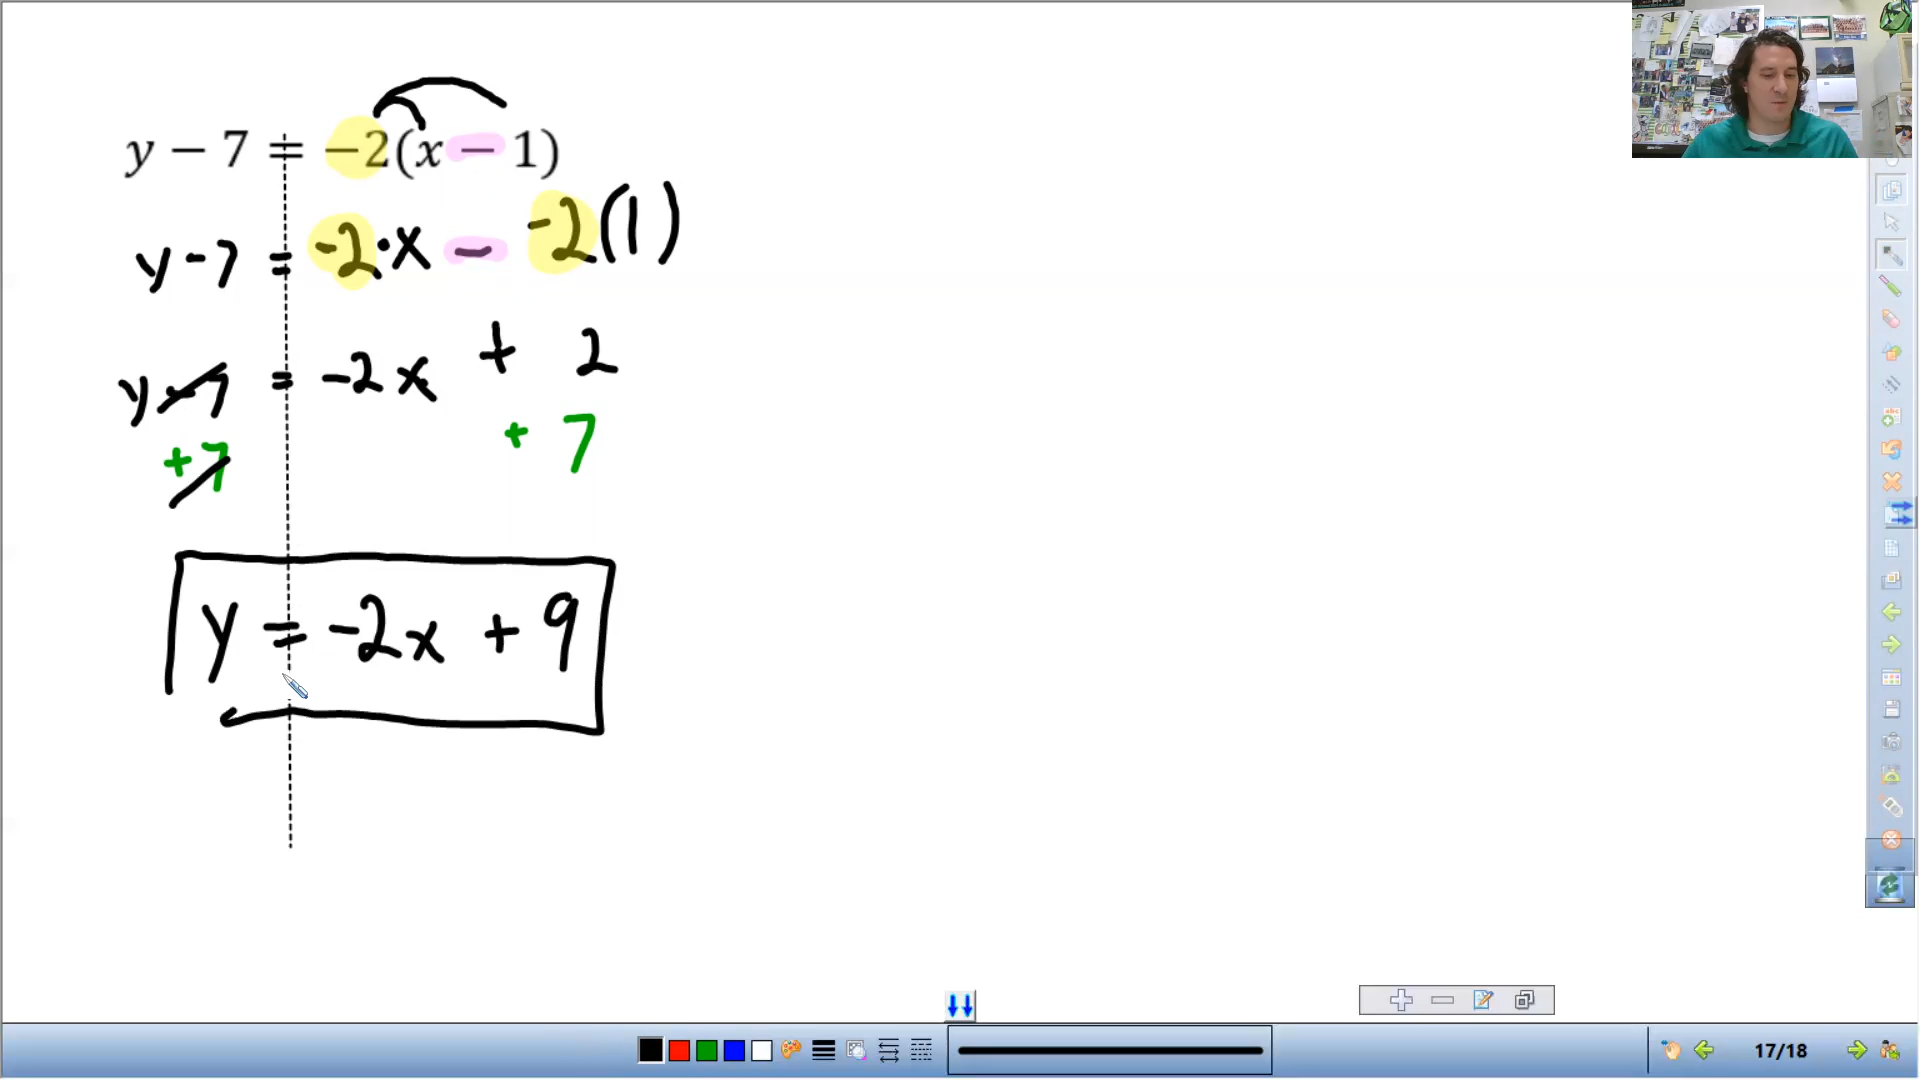 y − 7 = −2(x − 1)
y - 7 = -2·x - -2(1)
y - 7 = -2x + 2
+7 + 7
y = -2x + 9
17/18